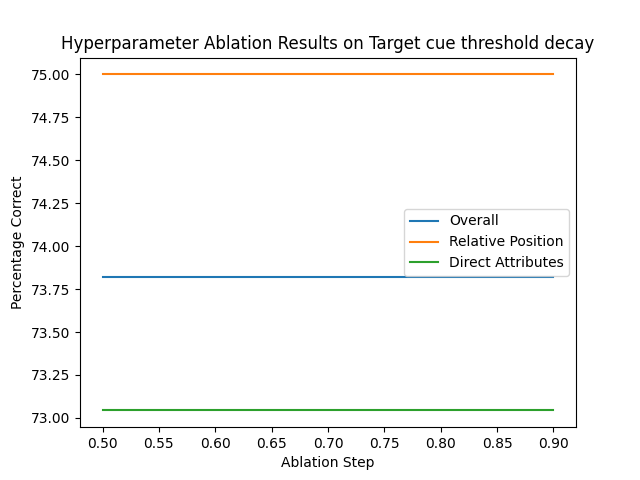 Hyperparameter Ablation Results on Target cue threshold decay
75.00
74.75
74.50
74.25
74.00
73.75
73.50
73.25
73.00
Percentage Correct
Overall
Relative Position
Direct Attributes
0.50 0.55 0.60 0.65 0.70 0.75 0.80 0.85 0.90
Ablation Step